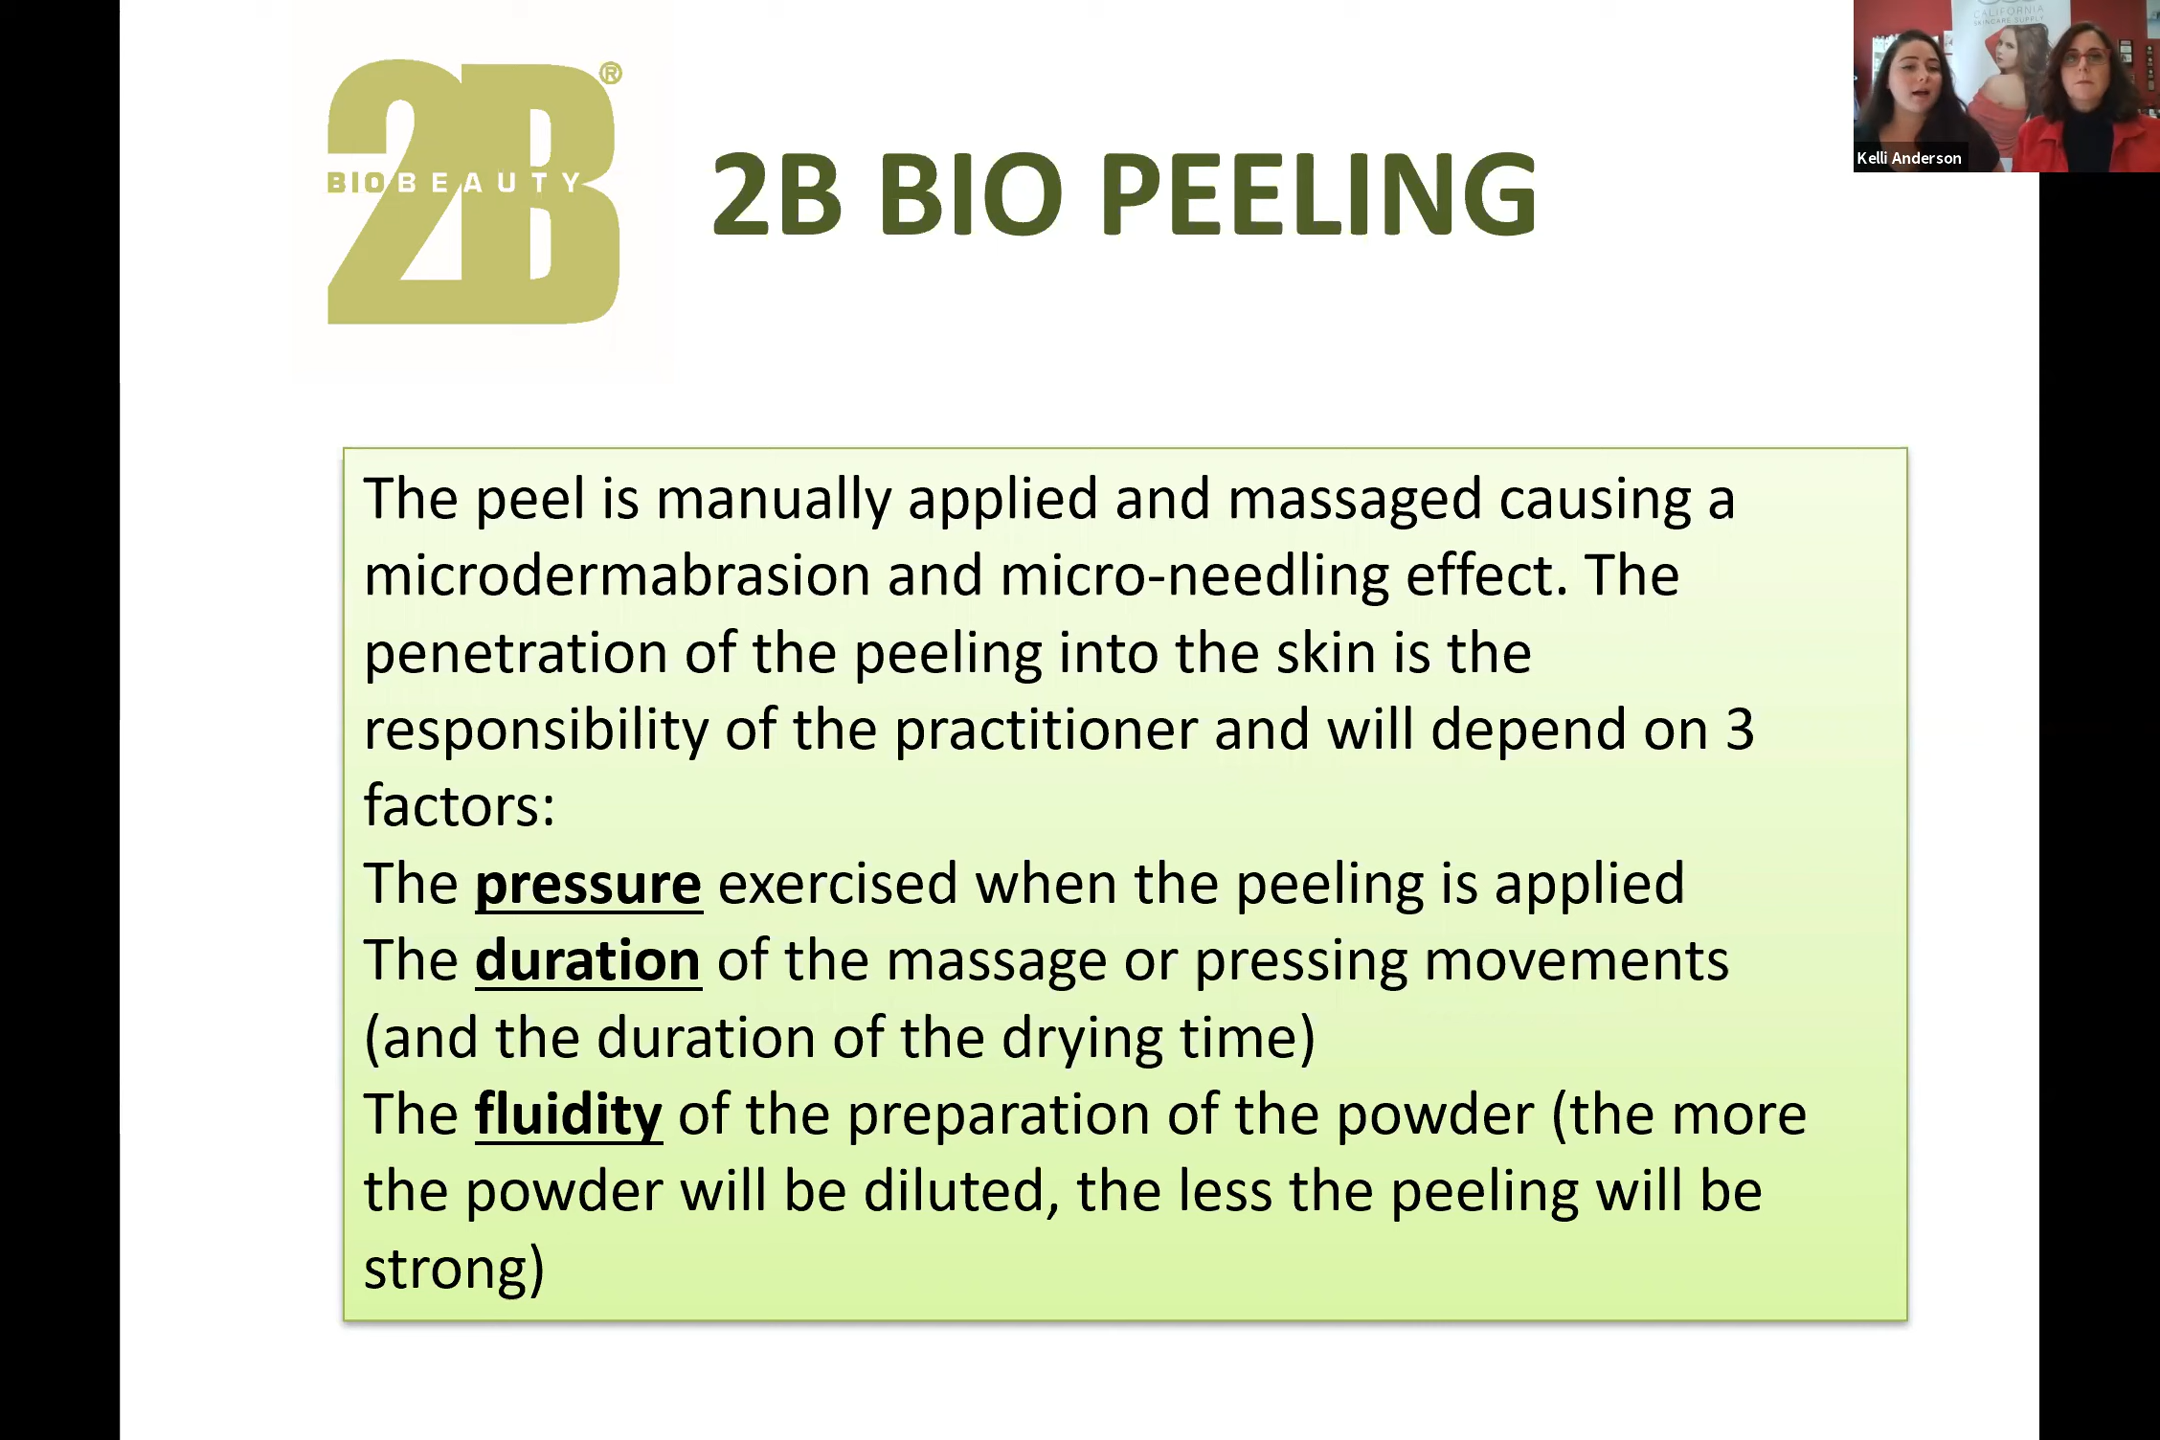 2B®
BIOBEAUTY
2B BIO PEELING
CALIFORNIA
SKINCARE SUPPLY
Kelli Anderson
The peel is manually applied and massaged causing a
microdermabrasion and micro-needling effect. The
penetration of the peeling into the skin is the
responsibility of the practitioner and will depend on 3
factors:
The pressure exercised when the peeling is applied
The duration of the massage or pressing movements
(and the duration of the drying time)
The fluidity of the preparation of the powder (the more
the powder will be diluted, the less the peeling will be
strong)